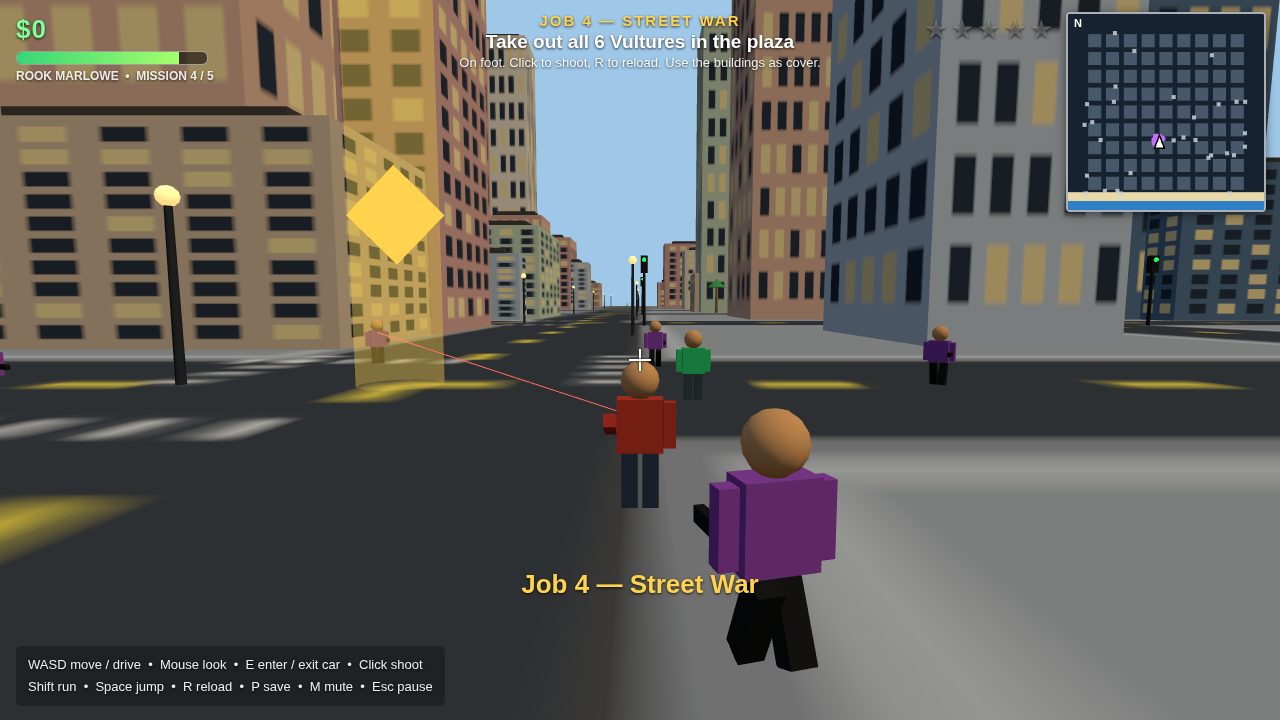 $0
ROOK MARLOWE • MISSION 4 / 5
JOB 4 — STREET WAR
Take out all 6 Vultures in the plaza
On foot. Click to shoot, R to reload. Use the buildings as cover.
★★★★★
N
Job 4 — Street War
WASD move / drive • Mouse look • E enter / exit car • Click shoot
Shift run • Space jump • R reload • P save • M mute • Esc pause